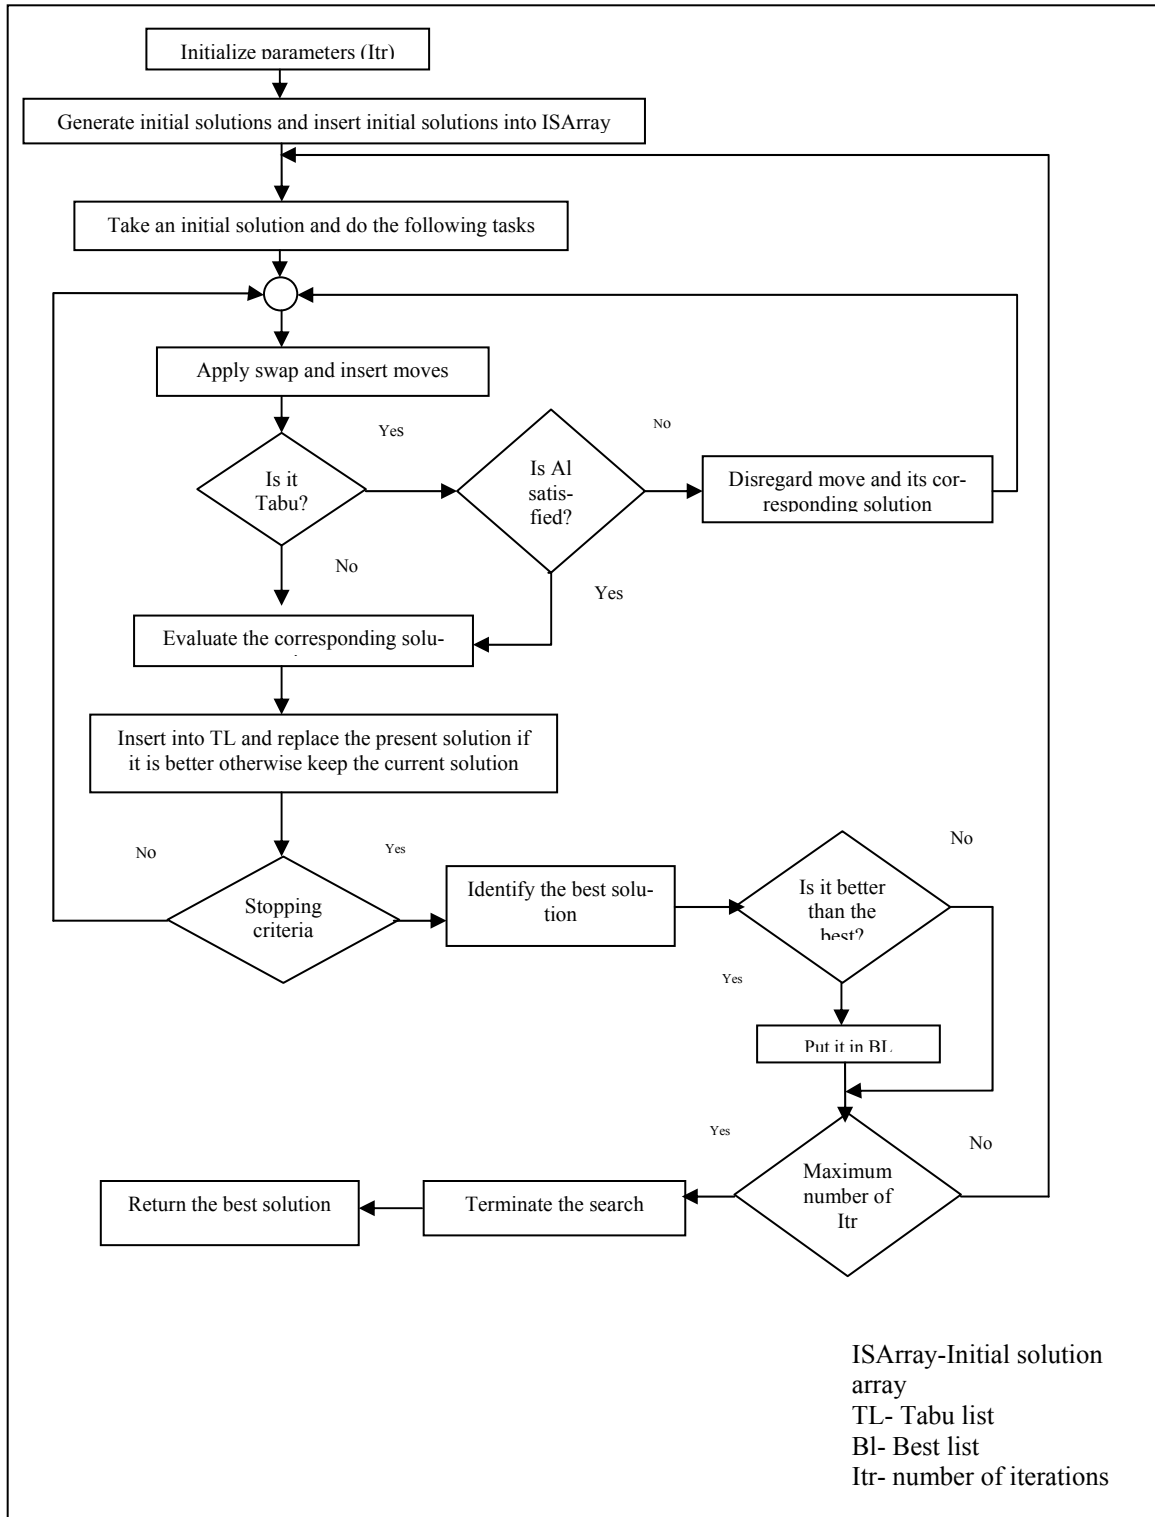 Initialize parameters (Itr)
Generate initial solutions and insert initial solutions into ISArray
Take an initial solution and do the following tasks
Apply swap and insert moves
Yes
No
Is it
Tabu?
Is Al
satis-
fied?
Disregard move and its cor-
responding solution
No
Yes
Evaluate the corresponding solu-
Insert into TL and replace the present solution if
it is better otherwise keep the current solution
No
Yes
No
Stopping
criteria
Identify the best solu-
tion
Is it better
than the
best?
Yes
Put it in BL
Yes
No
Maximum
number of
Itr
Terminate the search
Return the best solution
ISArray-Initial solution
array
TL- Tabu list
Bl- Best list
Itr- number of iterations